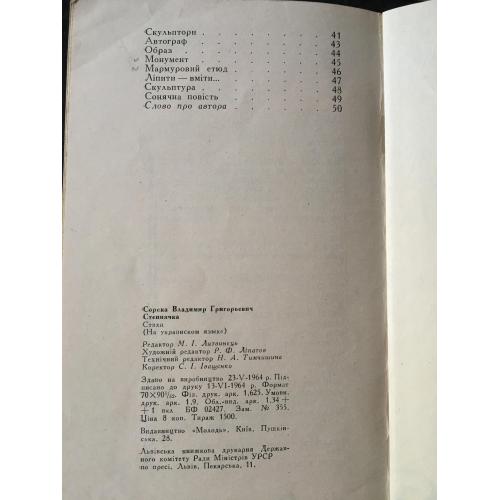 Скульптори . . . . . . . . 41
Автограф . . . . . . . . 43
Образ . . . . . . . . 44
Монумент . . . . . . . . 45
Мармуровий етюд . . . . . . . 46
Ліпити — вміти... . . . . . . . 47
Скульптура . . . . . . . . 48
Сонячна повість . . . . . . . 49
Слово про автора . . . . . . . 50
Сорека Владимир Григорьевич
Степнячка
Стихи
(На украинском языке)
Редактор М. І. Литвинець
Художній редактор Р. Ф. Ліпатов
Технічний редактор Н. А. Тимчишина
Коректор С. І. Іващенко
Здано на виробництво 23-V-1964 р. Під-
писано до друку 13-VI-1964 р. Формат
70×90¹/₃₂. Фіз. друк. арк. 1,625. Умовн.
друк. арк. 1,9. Обл.-вид. арк. 1,34 +
+ 1 вкл БФ 02427. Зам. № 355.
Ціна 8 коп. Тираж 1500.
Видавництво «Молодь», Київ, Пушкін-
ська, 28.
Львівська книжкова друкарня Держав-
ного комітету Ради Міністрів УРСР
по пресі, Львів, Пекарська, 11.